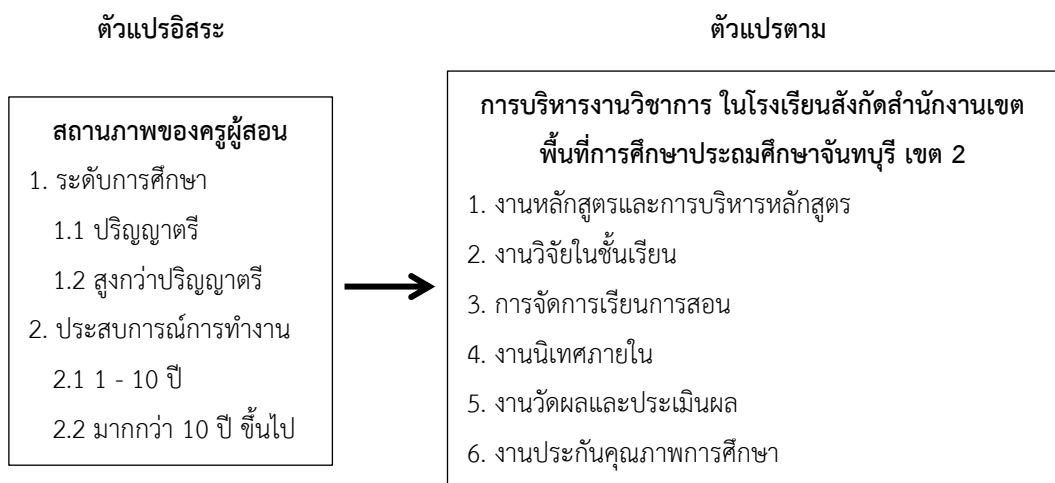 ตัวแปรอิสระ
ตัวแปรตาม
สถานภาพของครูผู้สอน
1. ระดับการศึกษา
1.1 ปริญญาตรี
1.2 สูงกว่าปริญญาตรี
2. ประสบการณ์การทำงาน
2.1 1 - 10 ปี
2.2 มากกว่า 10 ปี ขึ้นไป
การบริหารงานวิชาการ ในโรงเรียนสังกัดสำนักงานเขต
พื้นที่การศึกษาประถมศึกษาจันทบุรี เขต 2
1. งานหลักสูตรและการบริหารหลักสูตร
2. งานวิจัยในชั้นเรียน
3. การจัดการเรียนการสอน
4. งานนิเทศภายใน
5. งานวัดผลและประเมินผล
6. งานประกันคุณภาพการศึกษา